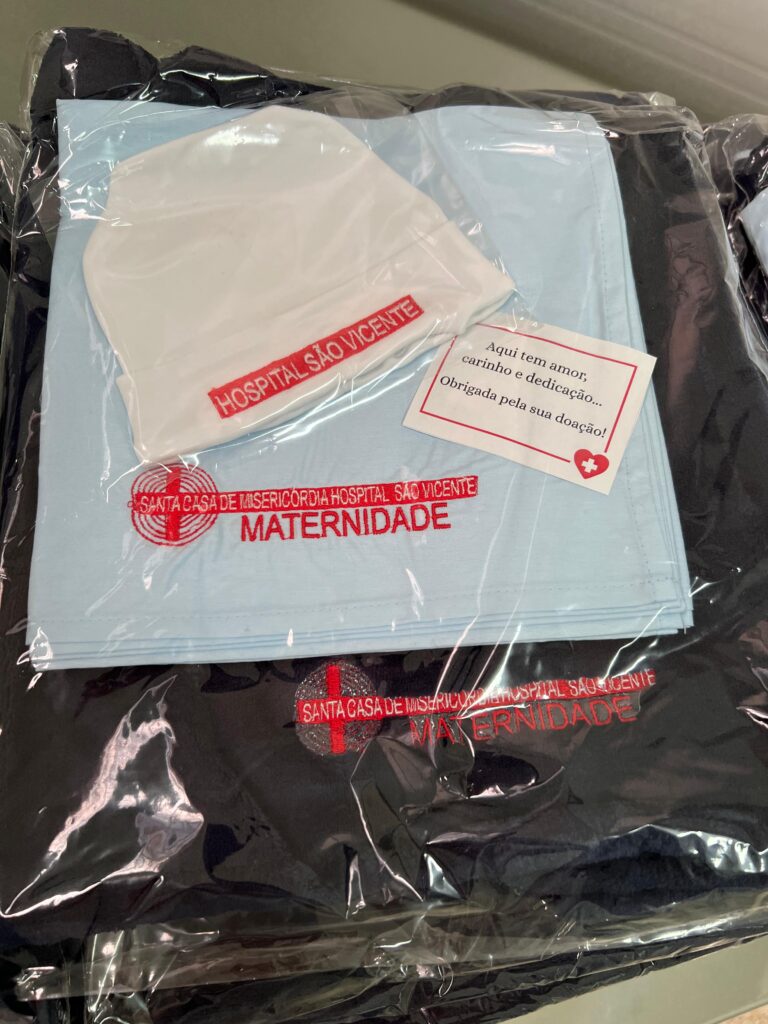 HOSPITAL SÃO VICENTE
Aqui tem amor,
carinho e dedicação...
Obrigada pela sua doação!
SANTA CASA DE MISERICÓRDIA HOSPITAL SÃO VICENTE
MATERNIDADE
SANTA CASA DE MISERICÓRDIA HOSPITAL SÃO VICENTE
MATERNIDADE